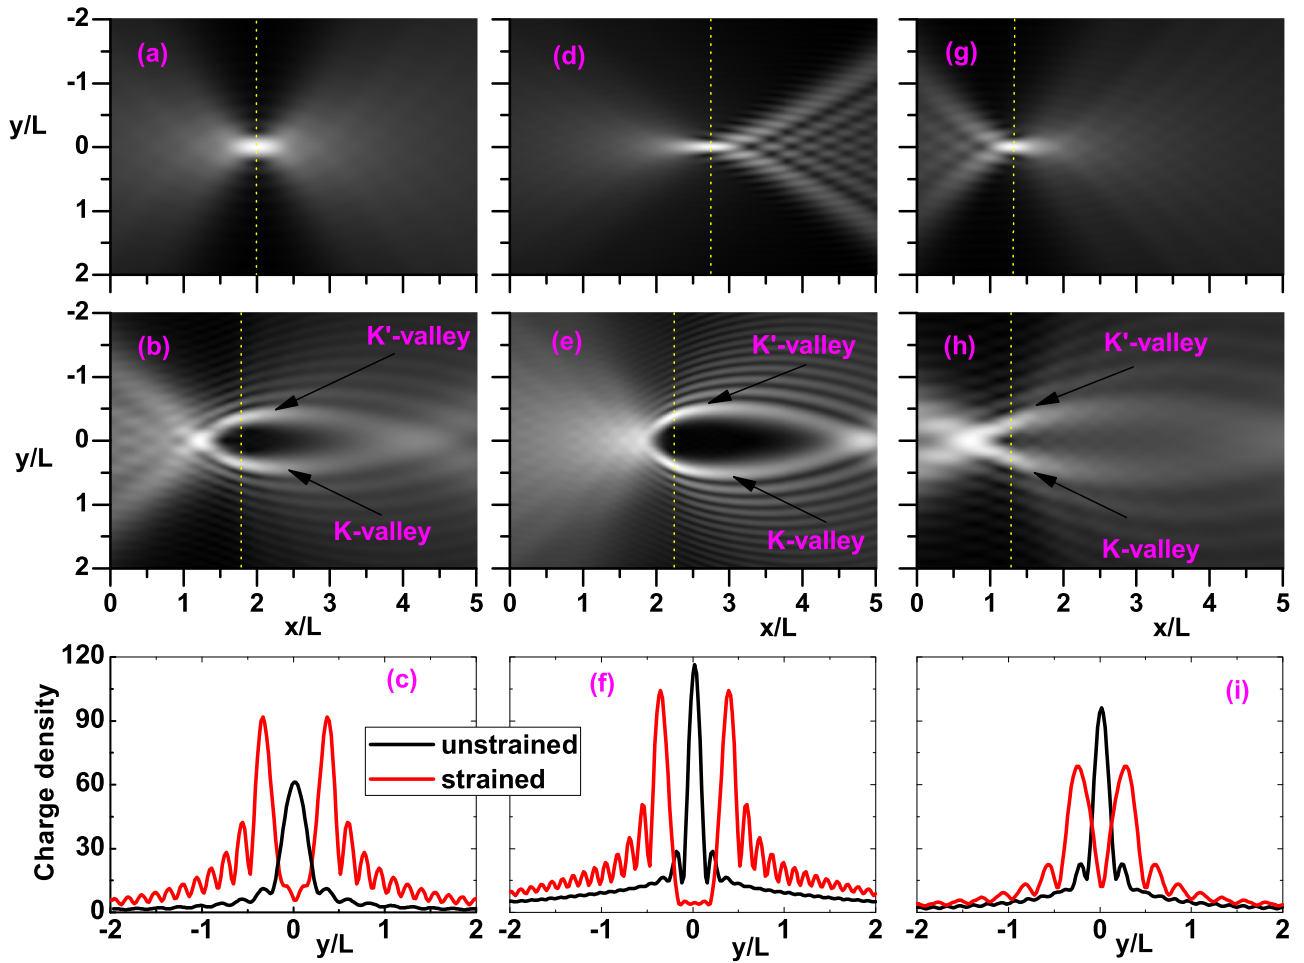 -2
-1
0
1
2
y/L
(a)
(d)
(g)
-2
-1
0
1
2
y/L
(b)
K'-valley
K-valley
(e)
K'-valley
K-valley
(h)
K'-valley
K-valley
0 1 2 3 4 5
x/L
0 1 2 3 4 5
x/L
0 1 2 3 4 5
x/L
120
90
60
30
0
Charge density
(c)
(f)
(i)
unstrained
strained
-2 -1 0 1 2
y/L
-2 -1 0 1 2
y/L
-2 -1 0 1 2
y/L